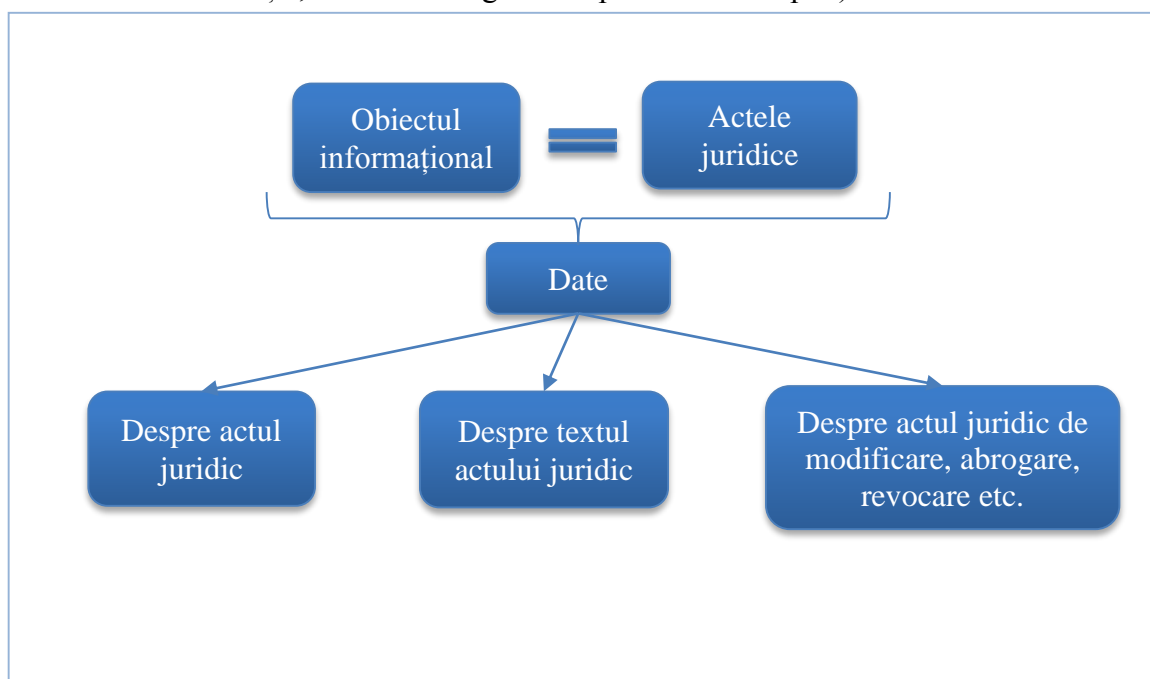 Obiectul
informațional
Actele
juridice
Date
Despre actul
juridic
Despre textul
actului juridic
Despre actul juridic de
modificare, abrogare,
revocare etc.